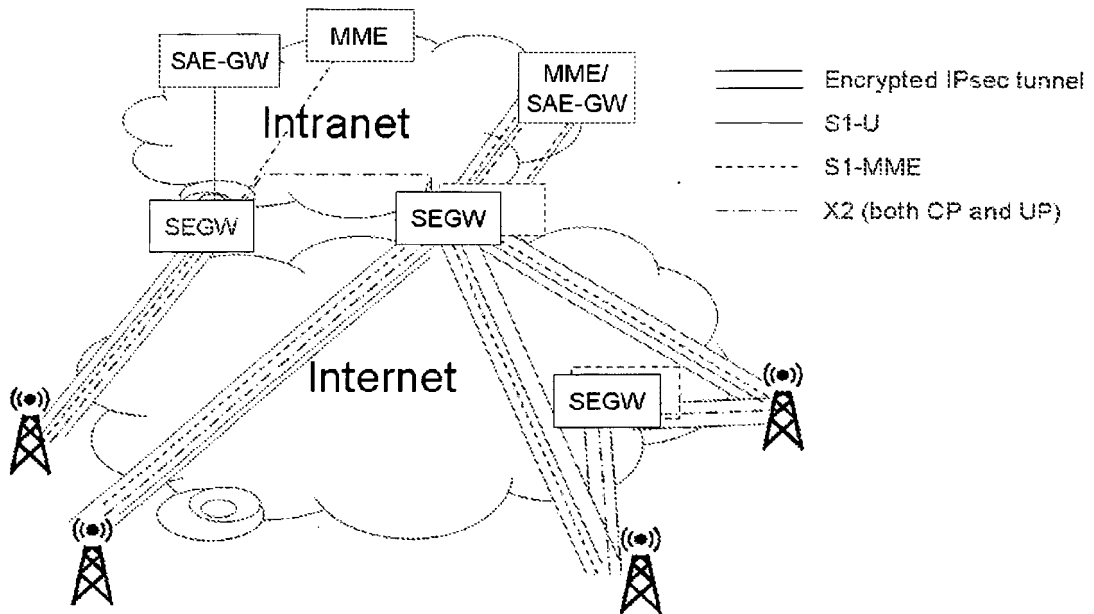 MME
SAE-GW
MME/
SAE-GW
Intranet
SEGW
SEGW
Internet
SEGW
Encrypted IPsec tunnel
S1-U
S1-MME
X2 (both CP and UP)